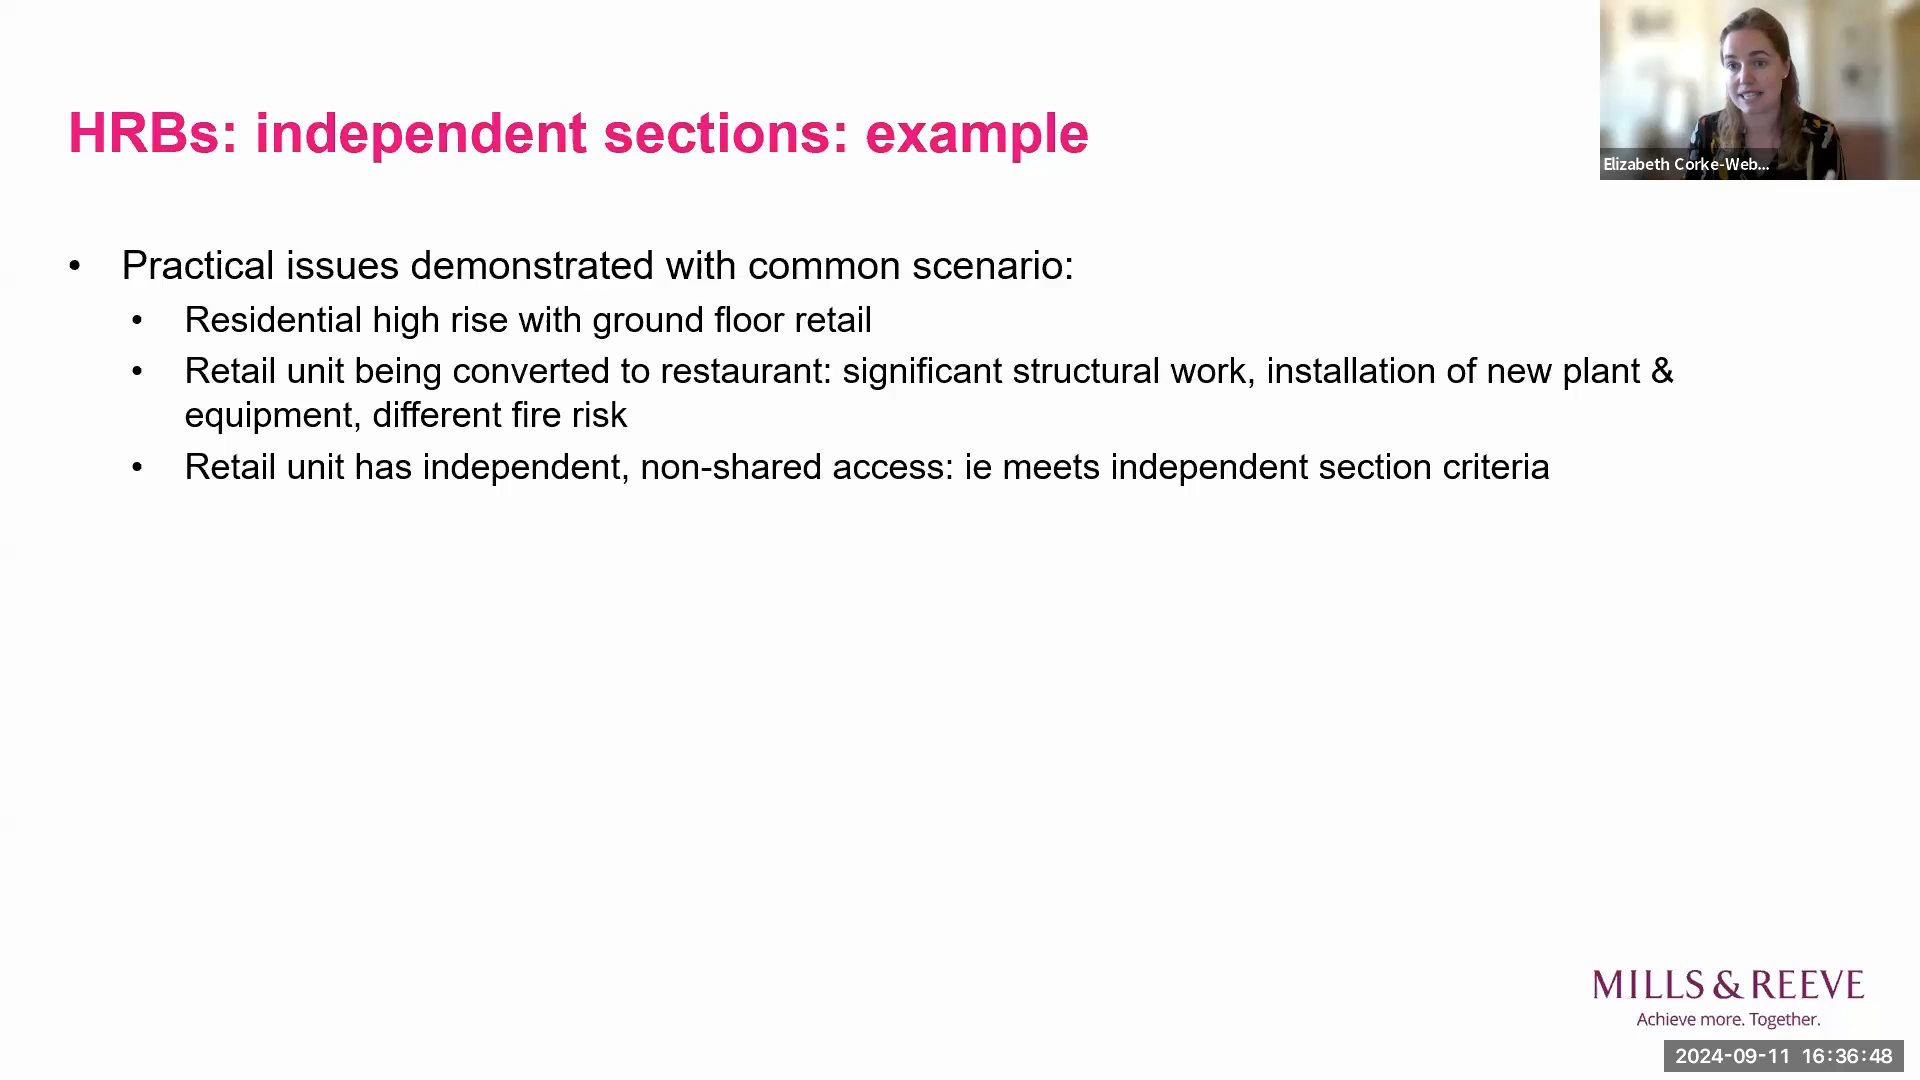 HRBs: independent sections: example
Elizabeth Corke-Web...
• Practical issues demonstrated with common scenario:
• Residential high rise with ground floor retail
• Retail unit being converted to restaurant: significant structural work, installation of new plant &
equipment, different fire risk
• Retail unit has independent, non-shared access: ie meets independent section criteria
MILLS & REEVE
Achieve more. Together.
2024-09-11 16:36:48